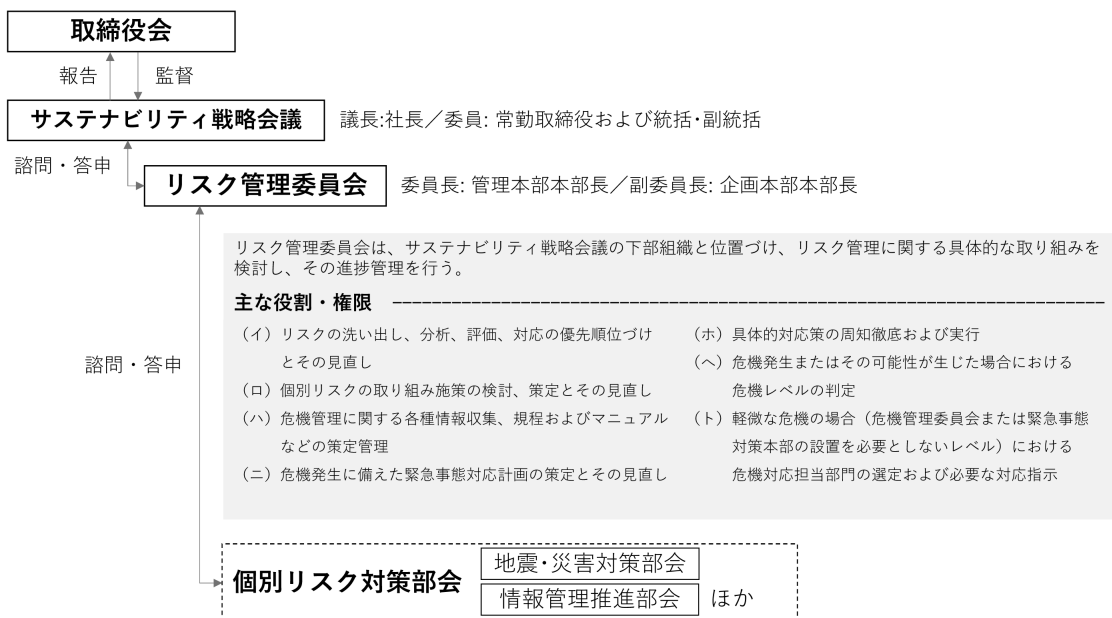 取締役会
報告
監督
サステナビリティ戦略会議
議長:社長／委員: 常勤取締役および統括・副統括
諮問・答申
リスク管理委員会
委員長: 管理本部本部長／副委員長: 企画本部本部長
リスク管理委員会は、サステナビリティ戦略会議の下部組織と位置づけ、リスク管理に関する具体的な取り組みを
検討し、その進捗管理を行う。
主な役割・権限
（イ）リスクの洗い出し、分析、評価、対応の優先順位づけ
とその見直し
（ロ）個別リスクの取り組み施策の検討、策定とその見直し
（ハ）危機管理に関する各種情報収集、規程およびマニュアル
などの策定管理
（ニ）危機発生に備えた緊急事態対応計画の策定とその見直し
（ホ）具体的対応策の周知徹底および実行
（ヘ）危機発生またはその可能性が生じた場合における
危機レベルの判定
（ト）軽微な危機の場合（危機管理委員会または緊急事態
対策本部の設置を必要としないレベル）における
危機対応担当部門の選定および必要な対応指示
諮問・答申
個別リスク対策部会
地震・災害対策部会
情報管理推進部会
ほか